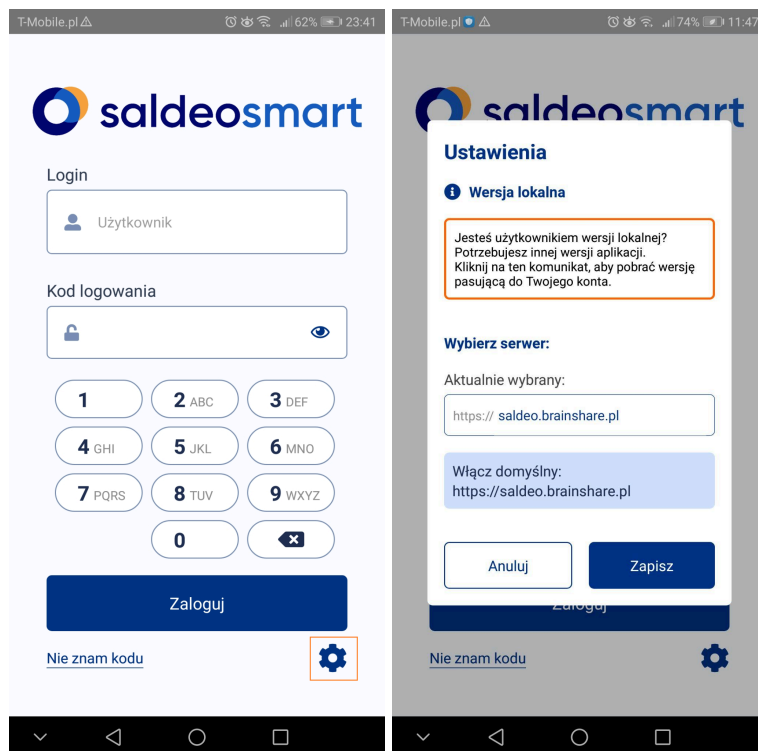 T-Mobile.pl 62% 23:41
saldeosmart
Login
Użytkownik
Kod logowania
1 2 ABC 3 DEF
4 GHI 5 JKL 6 MNO
7 PQRS 8 TUV 9 WXYZ
0
Zaloguj
Nie znam kodu
T-Mobile.pl 74% 11:47
saldeosmart
Ustawienia
Wersja lokalna
Jesteś użytkownikiem wersji lokalnej?
Potrzebujesz innej wersji aplikacji.
Kliknij na ten komunikat, aby pobrać wersję
pasującą do Twojego konta.
Wybierz serwer:
Aktualnie wybrany:
https:// saldeo.brainshare.pl
Włącz domyślny:
https://saldeo.brainshare.pl
Anuluj Zapisz
Zaloguj
Nie znam kodu